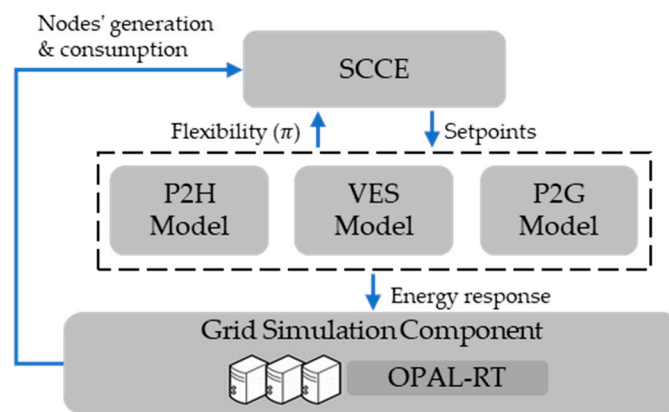 Nodes' generation
& consumption
SCCE
Flexibility (π)
Setpoints
P2H
Model
VES
Model
P2G
Model
Energy response
Grid Simulation Component
OPAL-RT